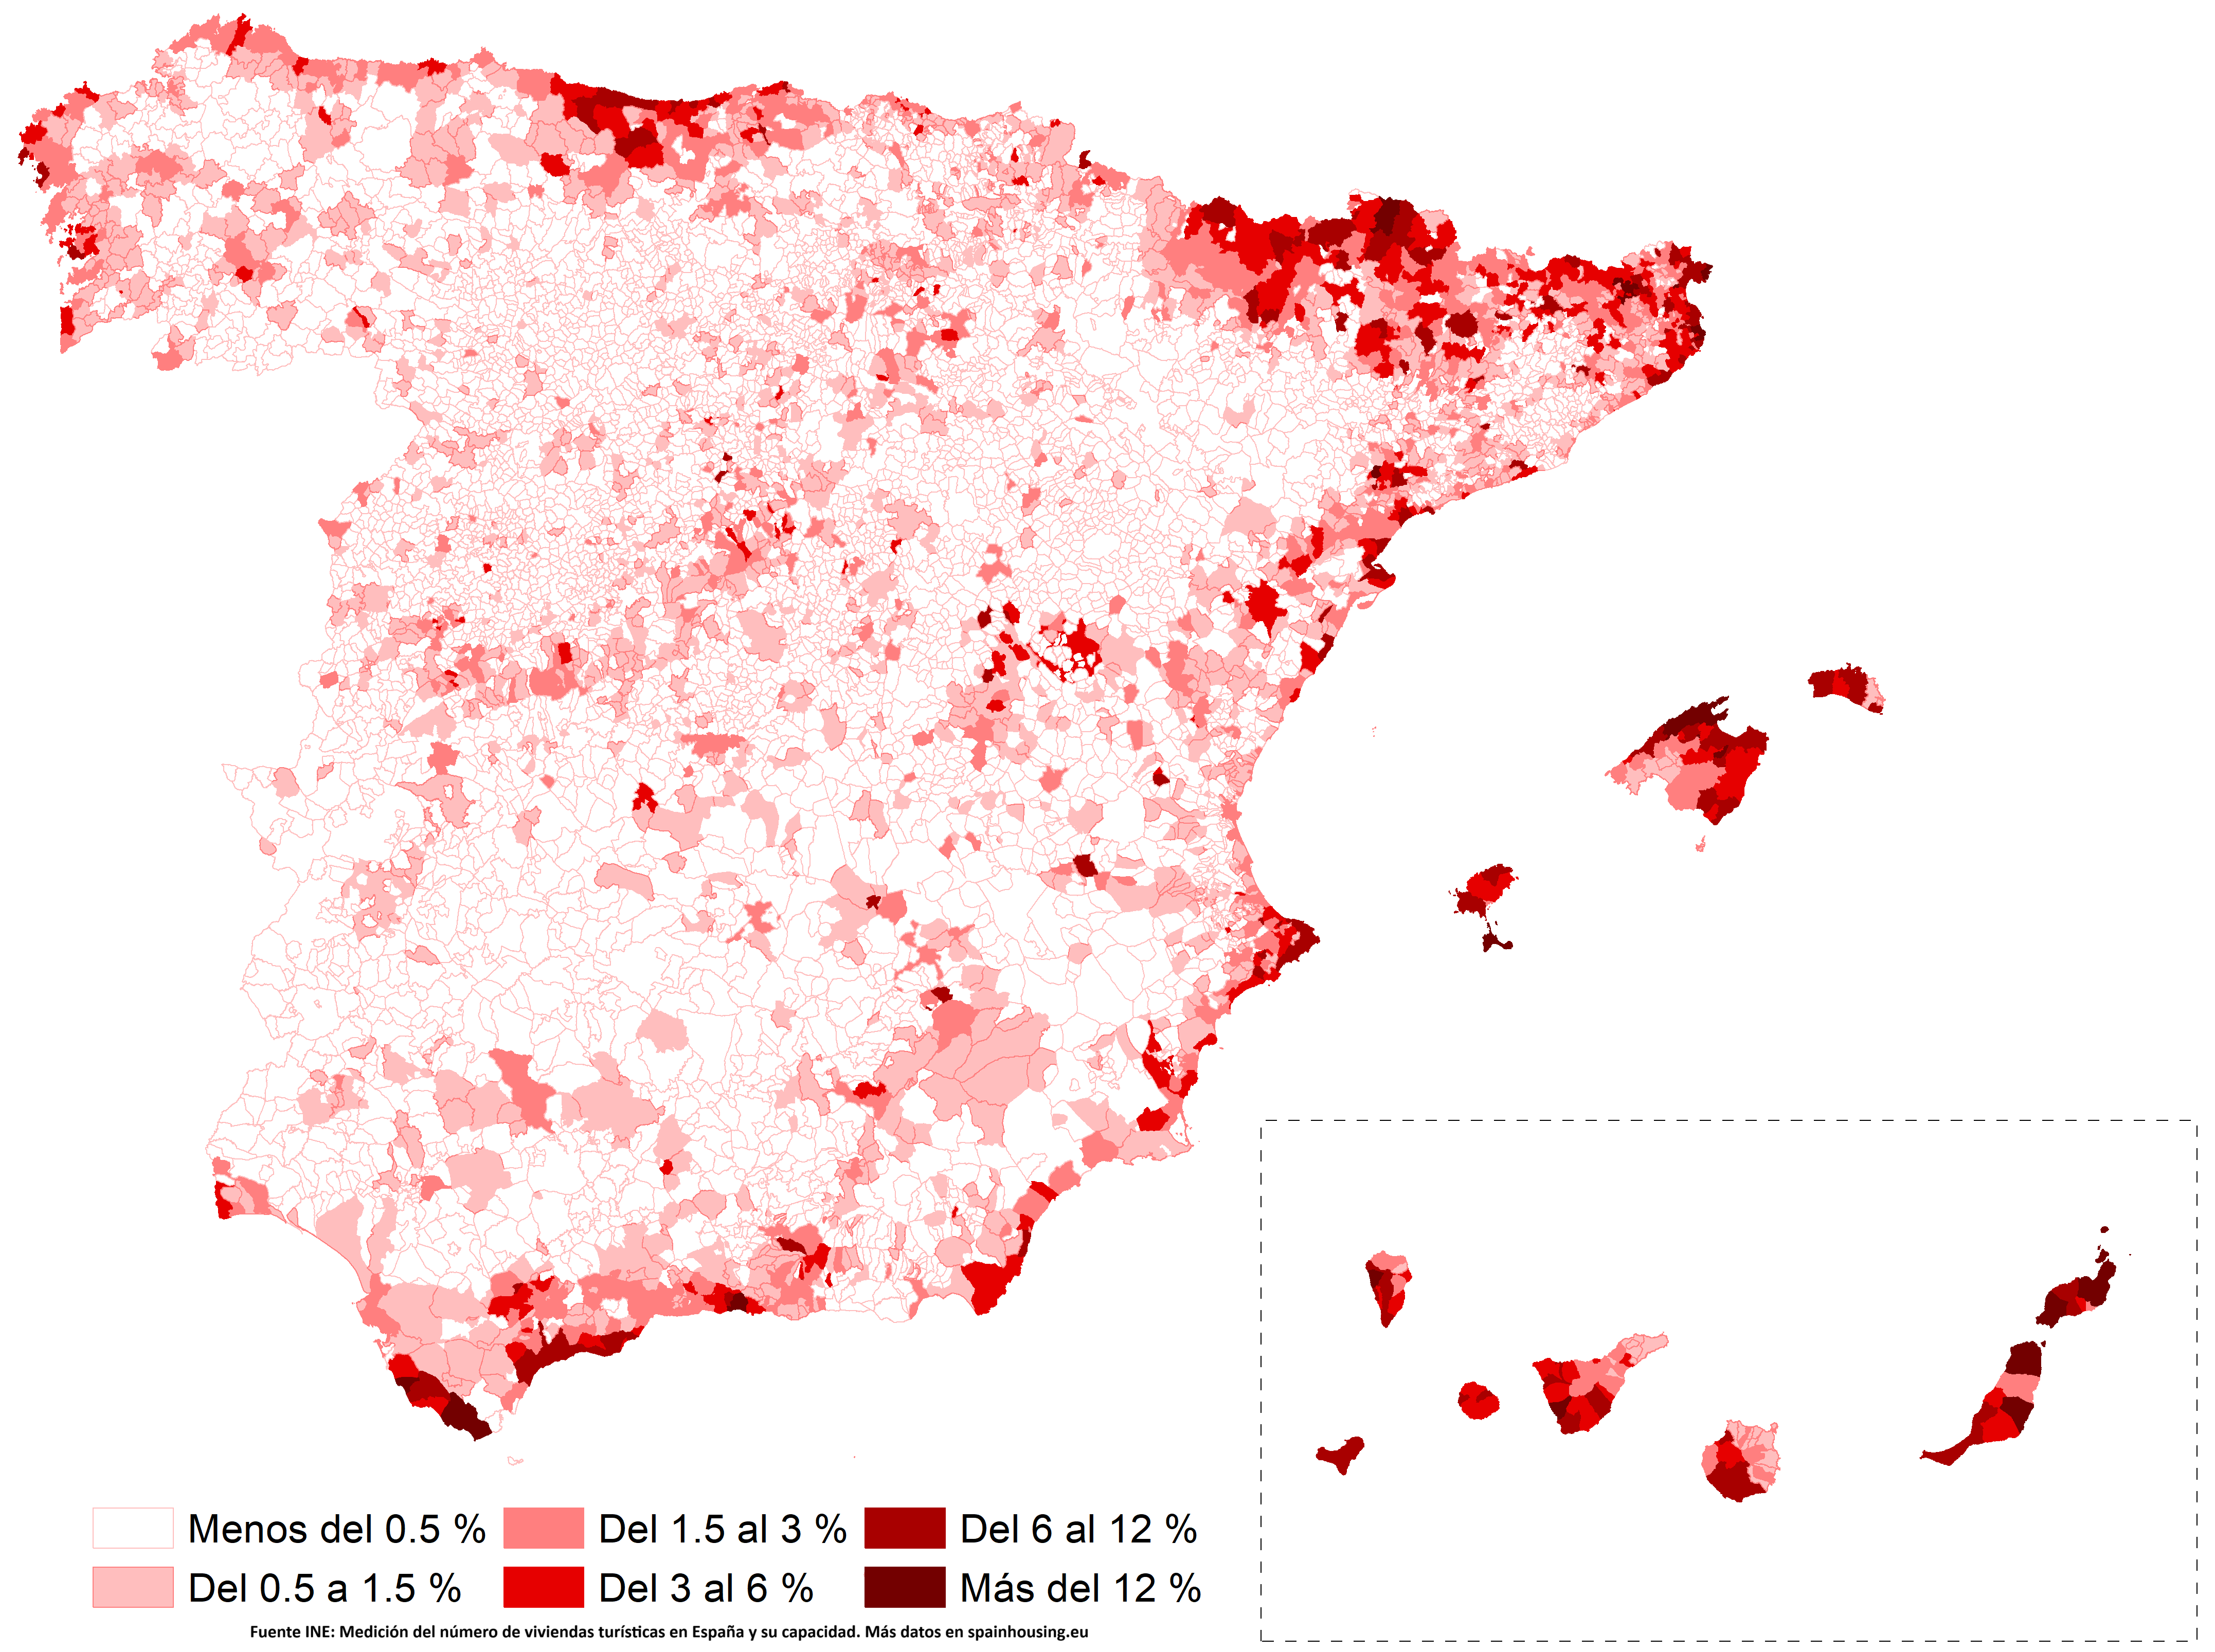 Menos del 0.5 %
Del 1.5 al 3 %
Del 6 al 12 %
Del 0.5 a 1.5 %
Del 3 al 6 %
Más del 12 %
Fuente INE: Medición del número de viviendas turísticas en España y su capacidad. Más datos en spainhousing.eu